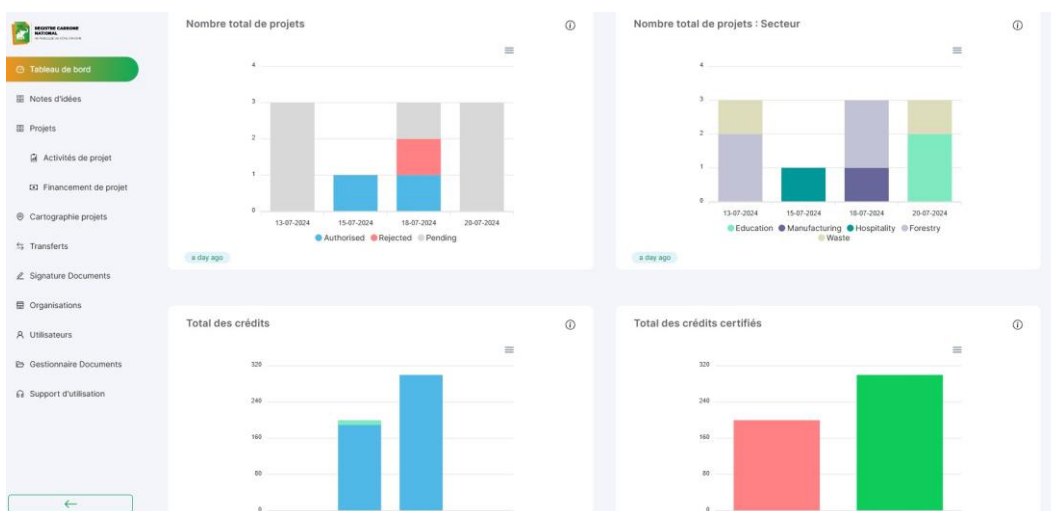 REGISTRE CARBONE
NATIONAL
Tableau de bord
Notes d'idées
Projets
Activités de projet
Financement de projet
Cartographie projets
Transferts
Signature Documents
Organisations
Utilisateurs
Gestionnaire Documents
Support d'utilisation
Nombre total de projets
4
3
2
1
0
13-07-2024 15-07-2024 18-07-2024 20-07-2024
Authorised Rejected Pending
a day ago
Nombre total de projets : Secteur
4
3
2
1
0
13-07-2024 15-07-2024 18-07-2024 20-07-2024
Education Manufacturing Hospitality Forestry
Waste
a day ago
Total des crédits
320
240
160
80
0
Total des crédits certifiés
320
240
160
80
0